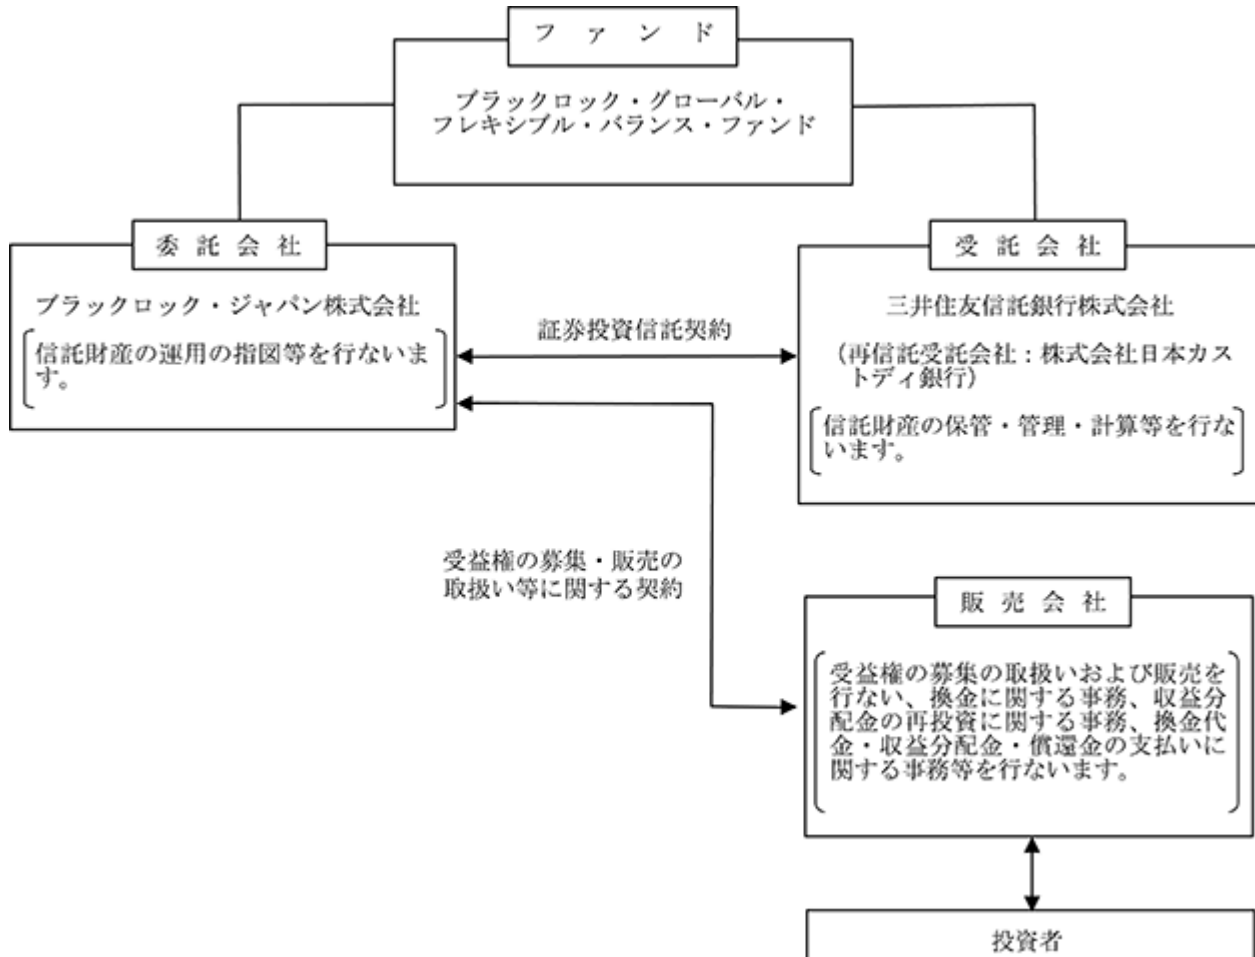 ファンド
ブラックロック・グローバル・
フレキシブル・バランス・ファンド
委託会社
ブラックロック・ジャパン株式会社
信託財産の運用の指図等を行ないま
す。
証券投資信託契約
受託会社
三井住友信託銀行株式会社
（再信託受託会社：株式会社日本カス
トディ銀行）
信託財産の保管・管理・計算等を行な
います。
受益権の募集・販売の
取扱い等に関する契約
販売会社
受益権の募集の取扱いおよび販売を
行ない、換金に関する事務、収益分
配金の再投資に関する事務、換金代
金・収益分配金・償還金の支払いに
関する事務等を行ないます。
投資者